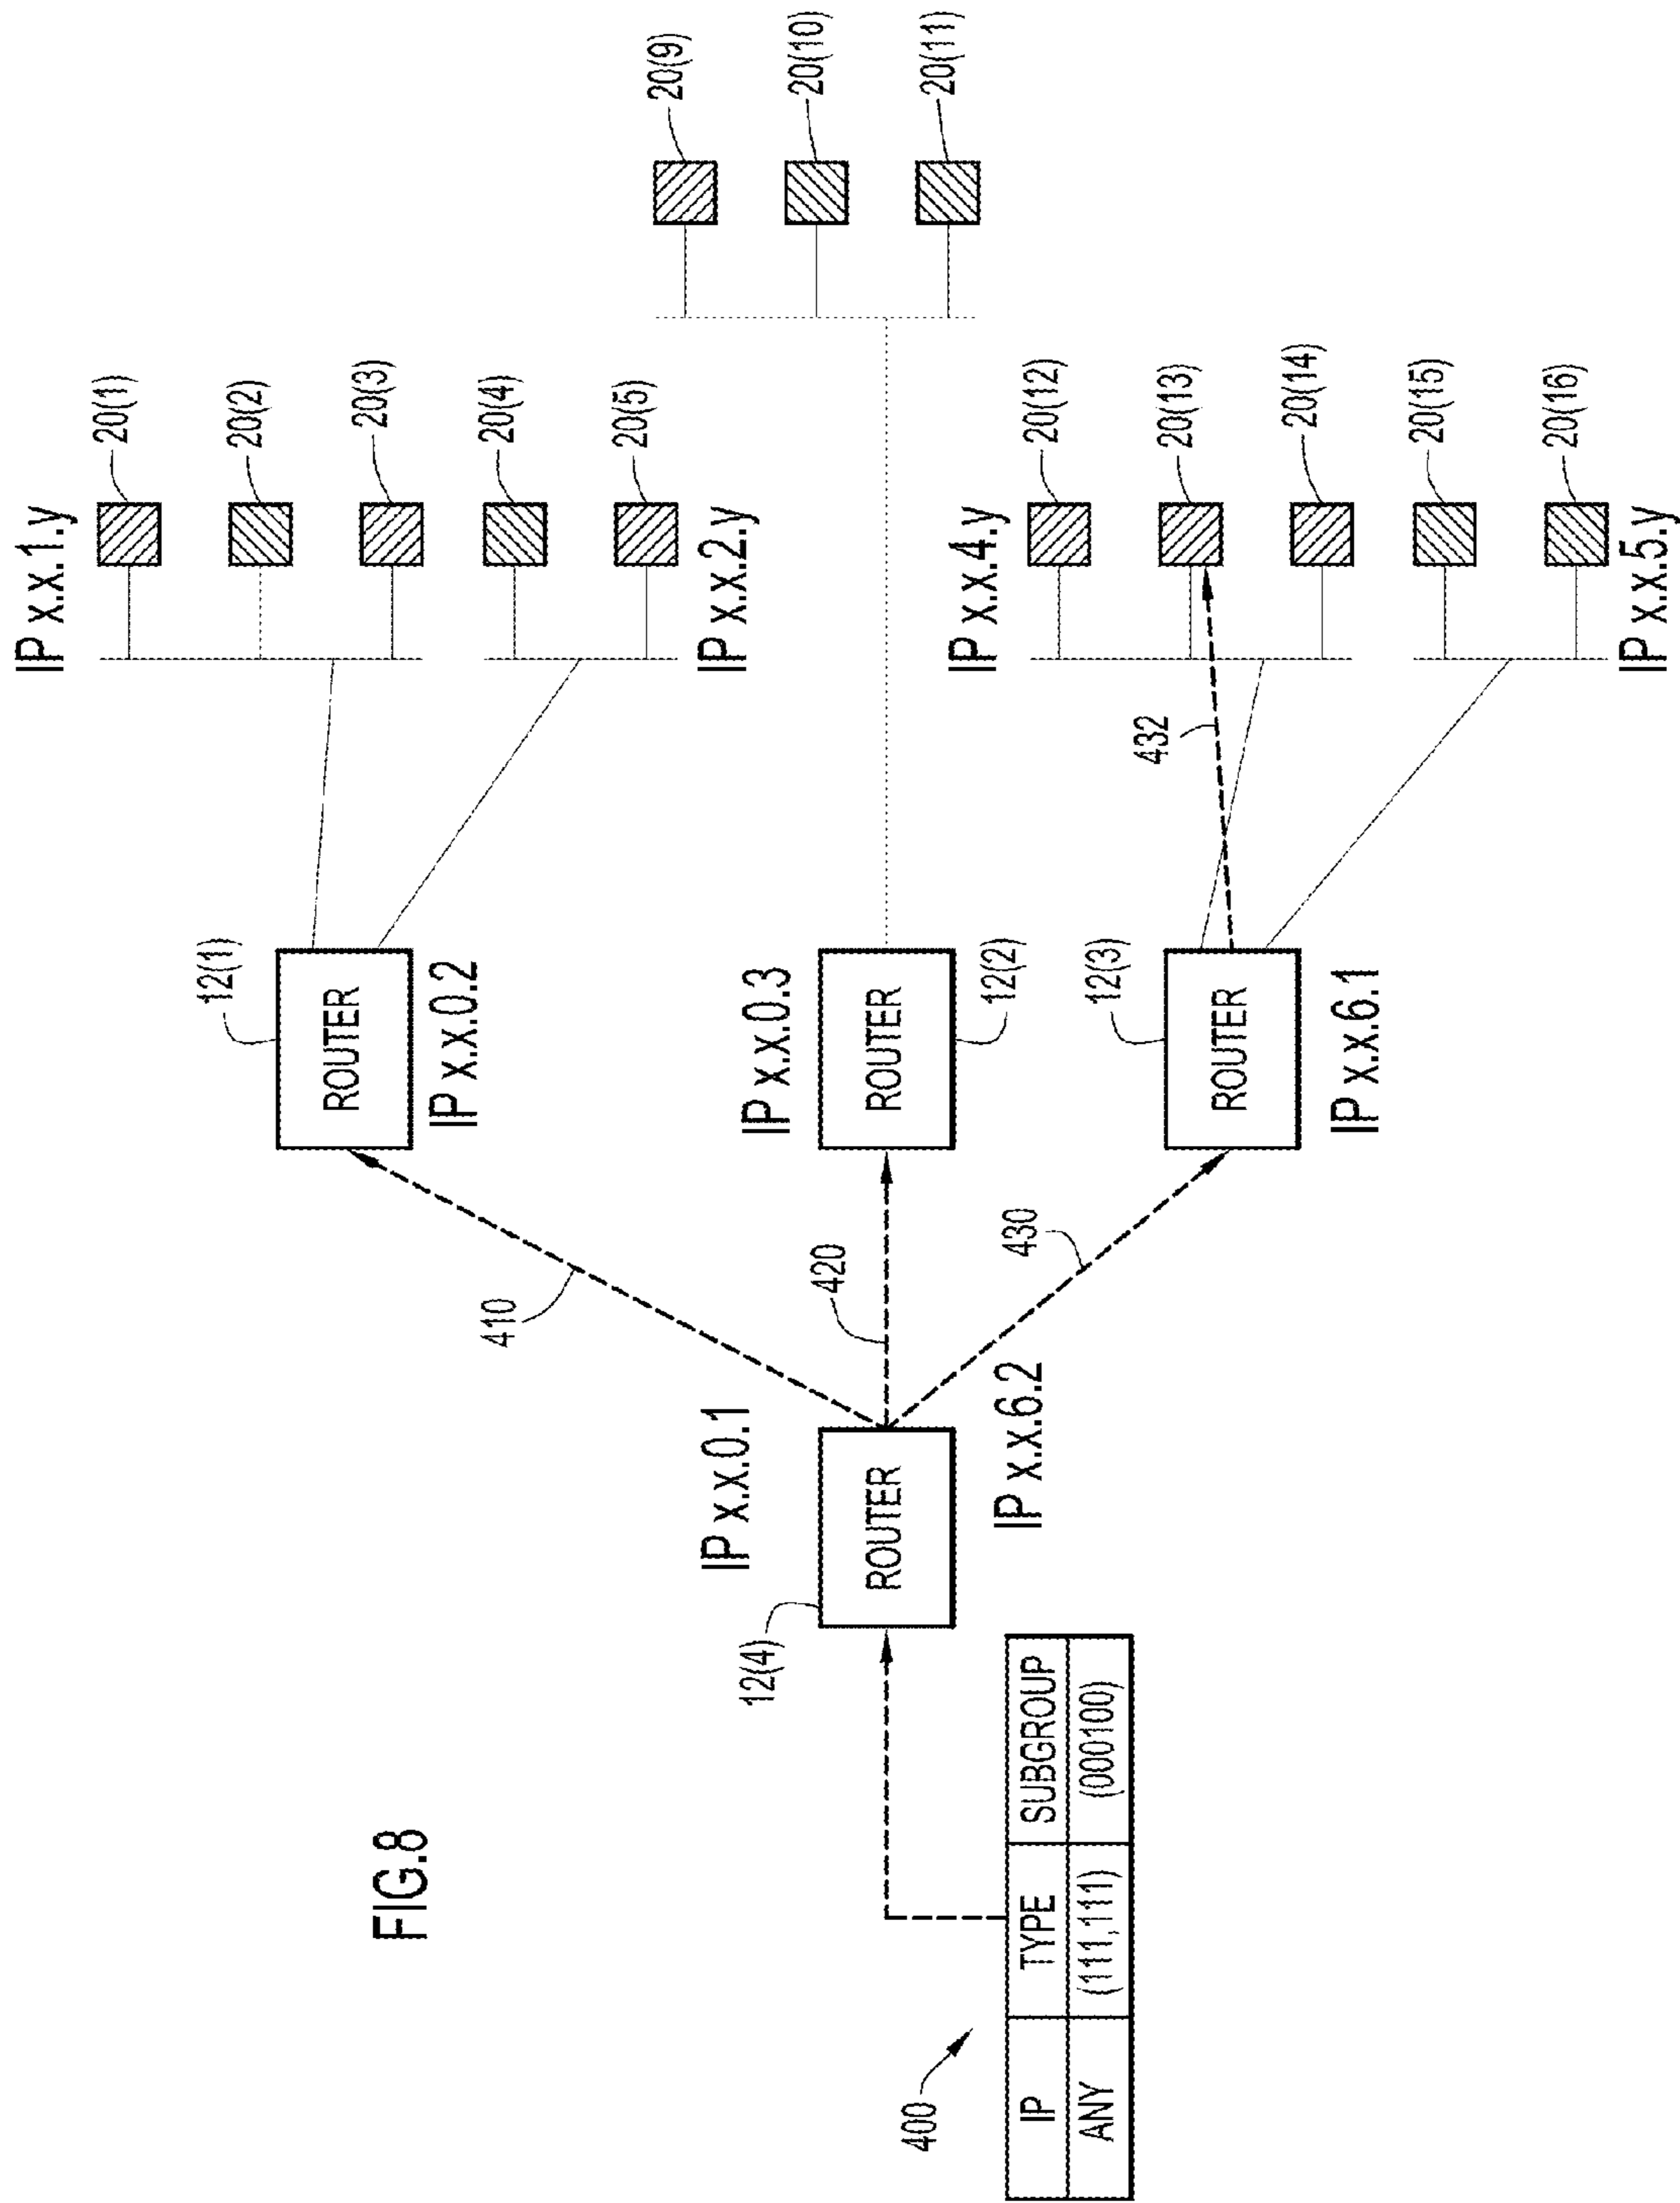 FIG.8
400
IP TYPE SUBGROUP
ANY (111,111) (000100)
12(4)
ROUTER
IP x.x.0.1
IP x.x.6.2
410
420
430
12(1)
ROUTER
IP x.x.0.2
IP x.x.0.3
ROUTER
12(2)
12(3)
ROUTER
IP x.x.6.1
432
IP x.x.1.y
20(1)
20(2)
20(3)
20(4)
20(5)
IP x.x.2.y
20(9)
20(10)
20(11)
IP x.x.4.y
20(12)
20(13)
20(14)
20(15)
20(16)
IP x.x.5.y